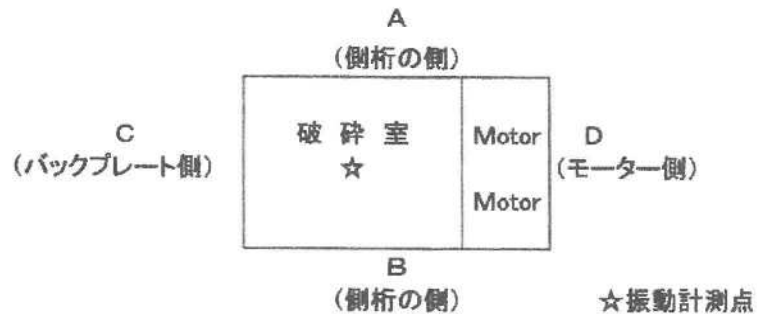 A
(側桁の側)
C
(バックプレート側)
破 砕 室
☆
Motor
Motor
D
(モーター側)
B
(側桁の側)
☆振動計測点